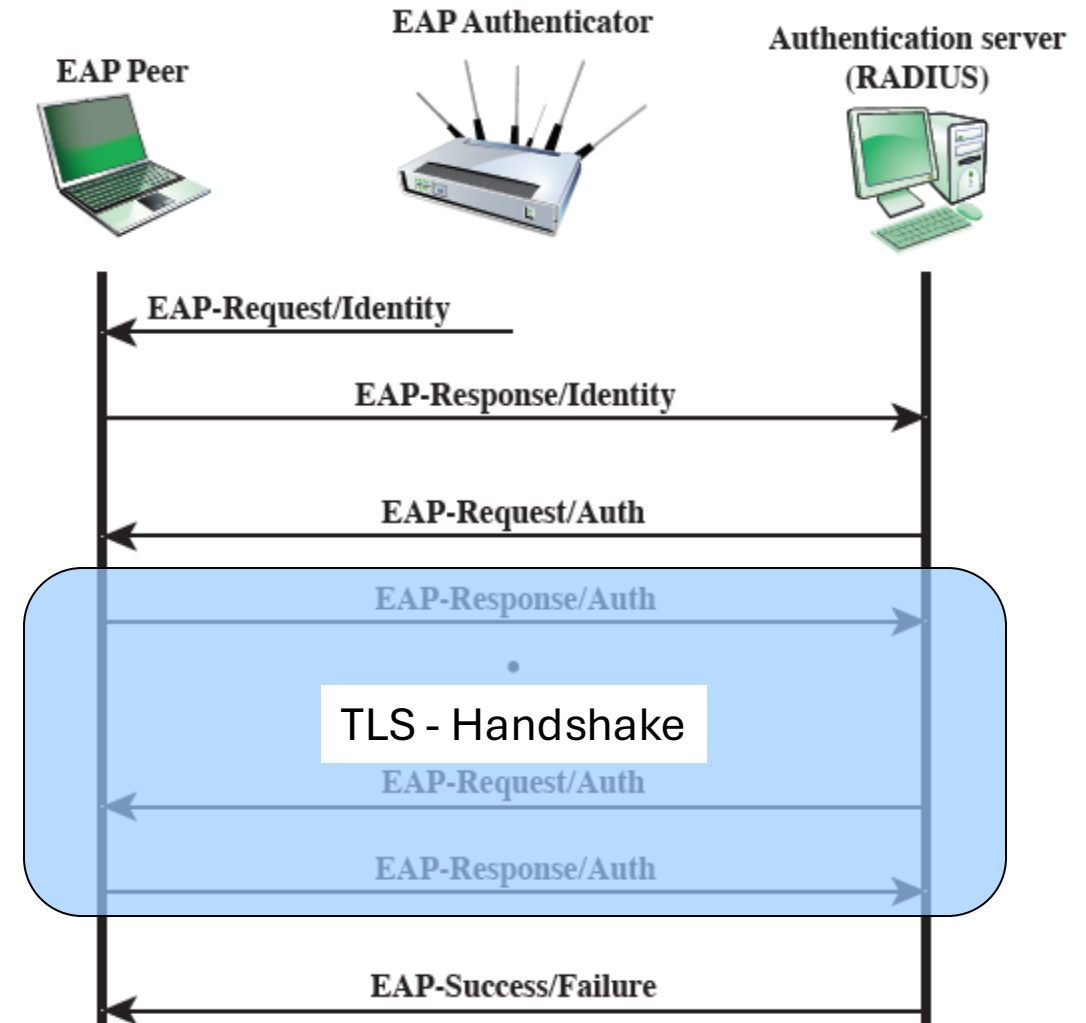 EAP Authenticator
Authentication server
(RADIUS)
EAP Peer
EAP-Request/Identity
EAP-Response/Identity
EAP-Request/Auth
EAP-Response/Auth
TLS - Handshake
EAP-Request/Auth
EAP-Response/Auth
EAP-Success/Failure